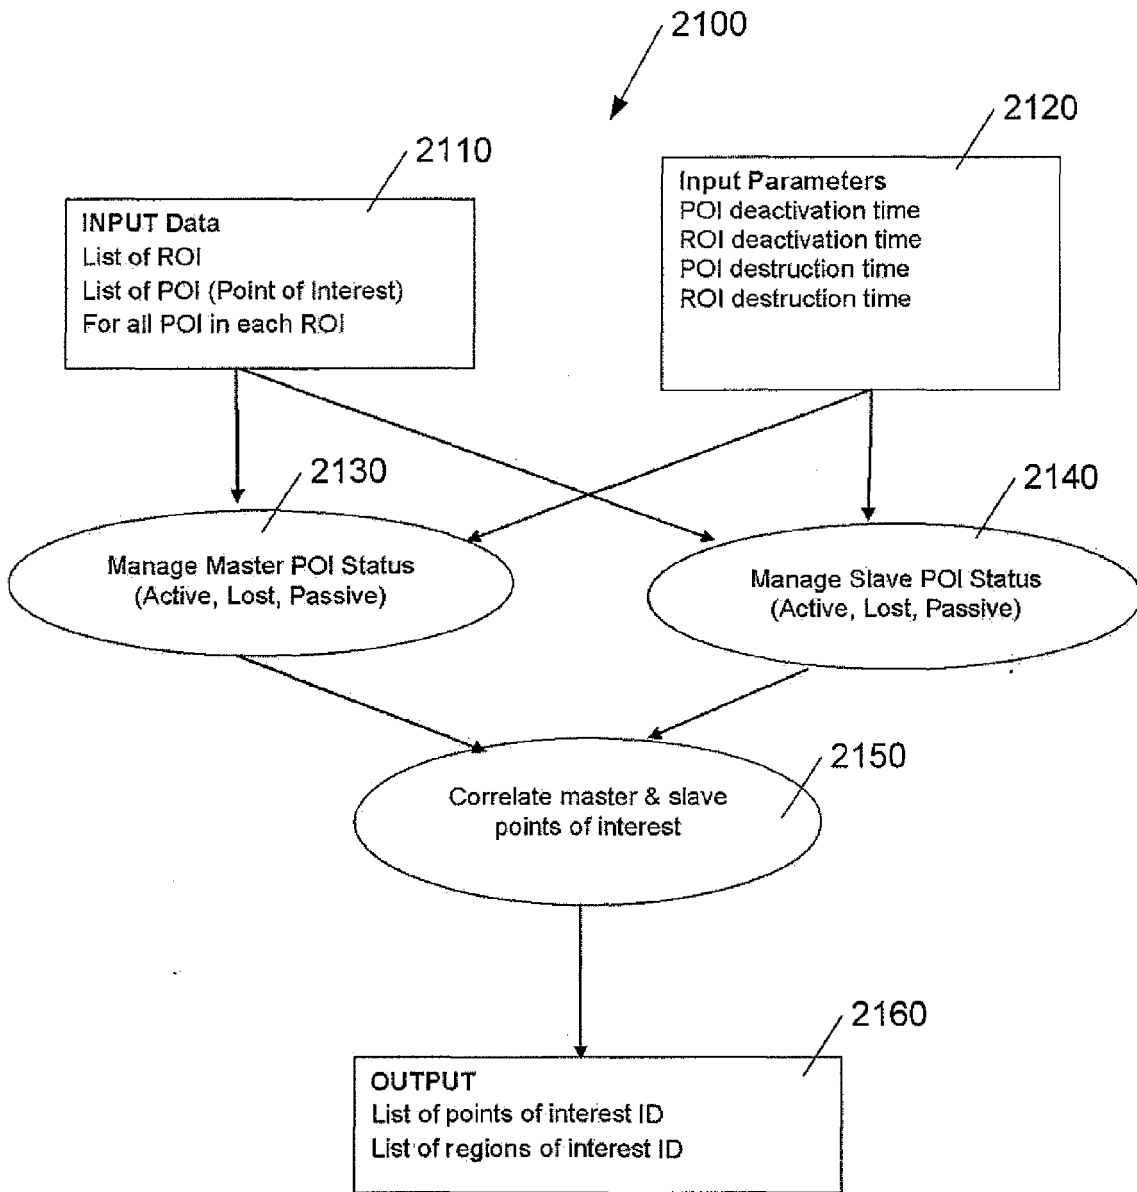 2100
2110
2120
INPUT Data
List of ROI
List of POI (Point of Interest)
For all POI in each ROI
Input Parameters
POI deactivation time
ROI deactivation time
POI destruction time
ROI destruction time
2130
2140
Manage Master POI Status
(Active, Lost, Passive)
Manage Slave POI Status
(Active, Lost, Passive)
2150
Correlate master & slave
points of interest
2160
OUTPUT
List of points of interest ID
List of regions of interest ID